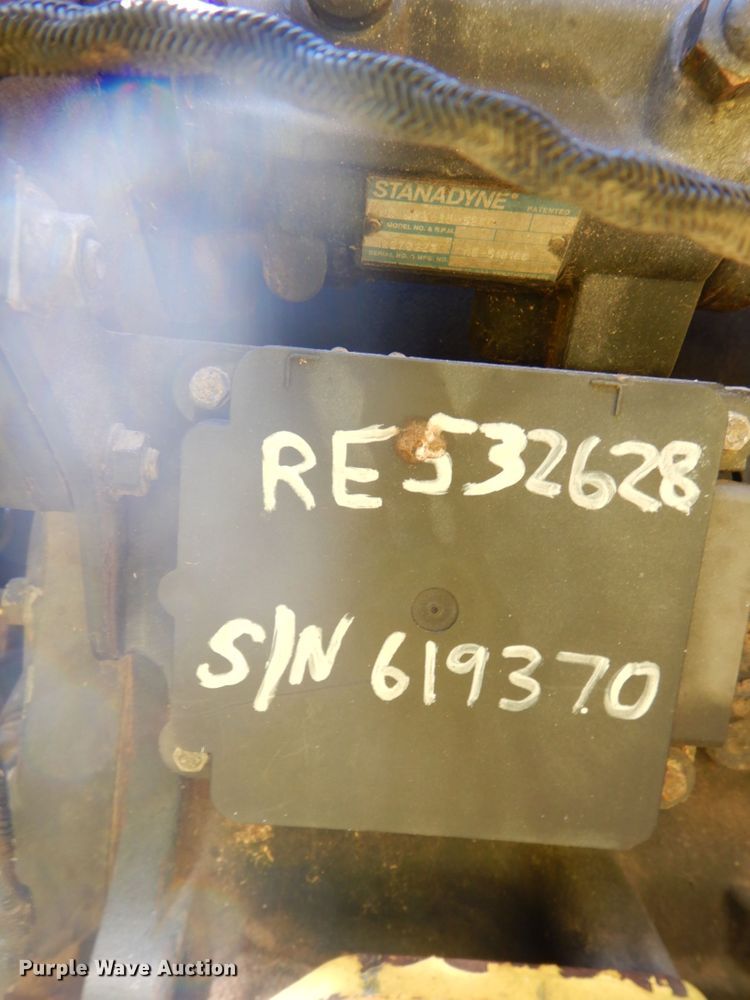 STANADYNE®
PATENTED
MODEL NO. & R.P.M.
SERIAL NO. MFG. NO.
RE532628
S/N 619370
Purple Wave Auction